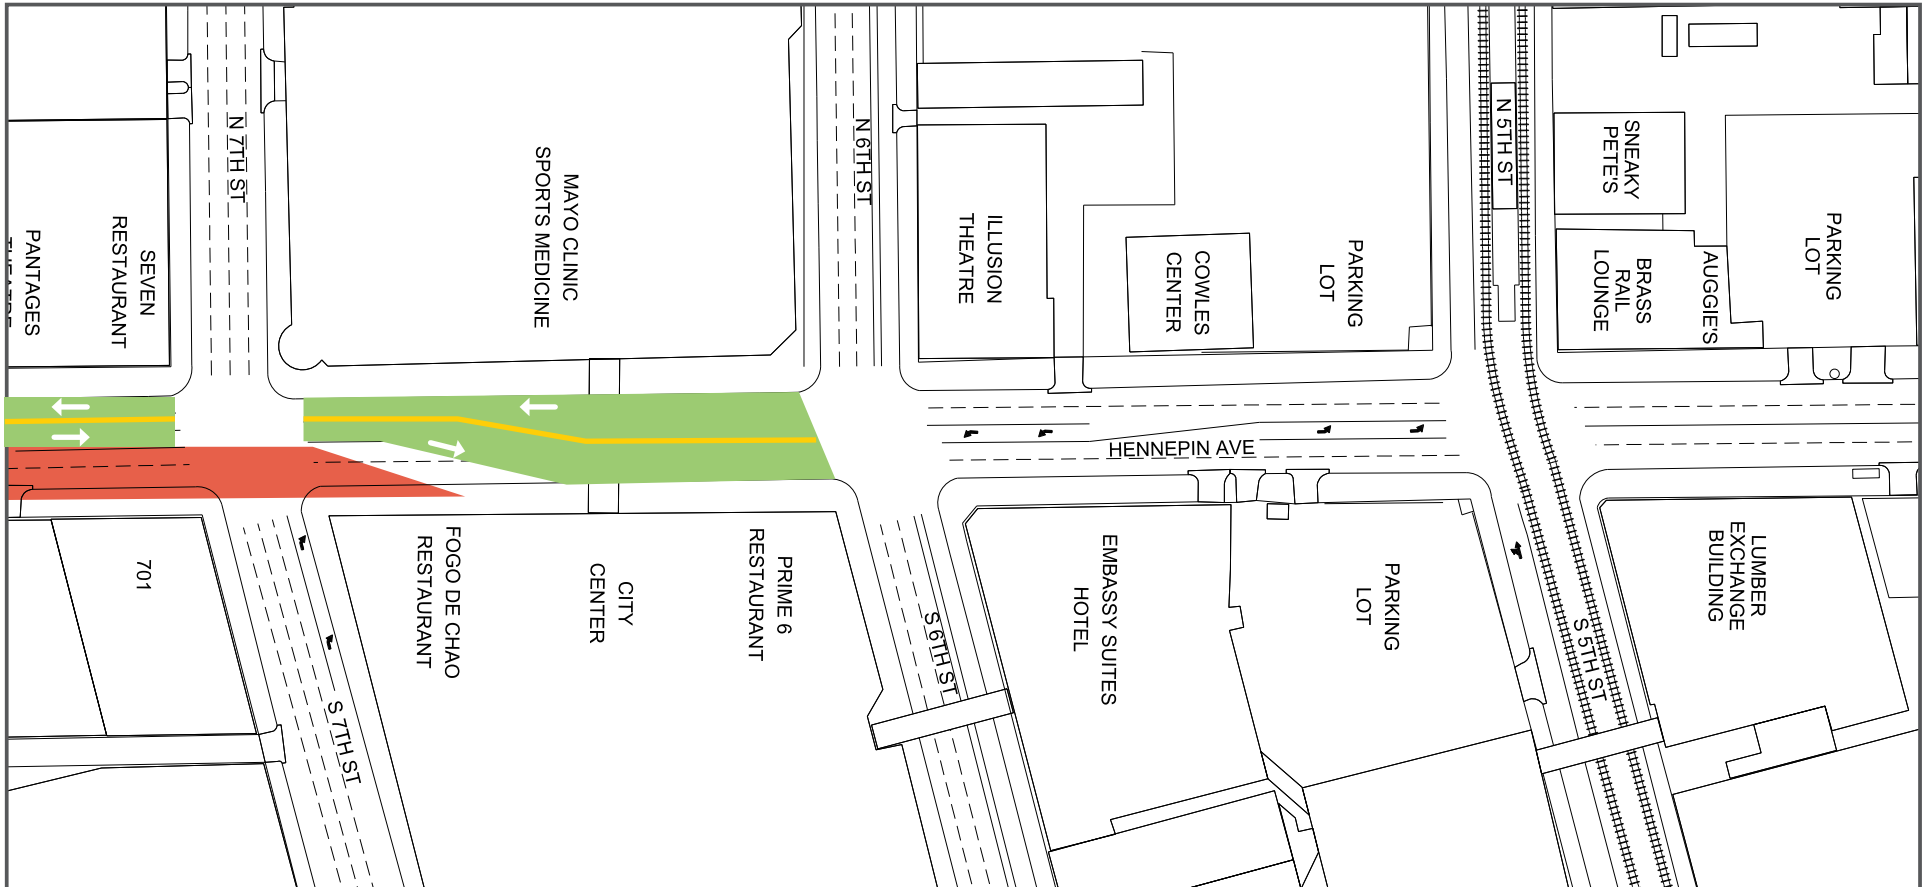 N 7TH ST
N 6TH ST
N 5TH ST
PANTAGES
THEATRE
SEVEN
RESTAURANT
MAYO CLINIC
SPORTS MEDICINE
ILLUSION
THEATRE
COWLES
CENTER
PARKING
LOT
SNEAKY
PETE'S
BRASS
RAIL
LOUNGE
AUGGIE'S
PARKING
LOT
HENNEPIN AVE
701
S 7TH ST
FOGO DE CHAO
RESTAURANT
CITY
CENTER
PRIME 6
RESTAURANT
S 6TH ST
EMBASSY SUITES
HOTEL
PARKING
LOT
S 5TH ST
LUMBER
EXCHANGE
BUILDING